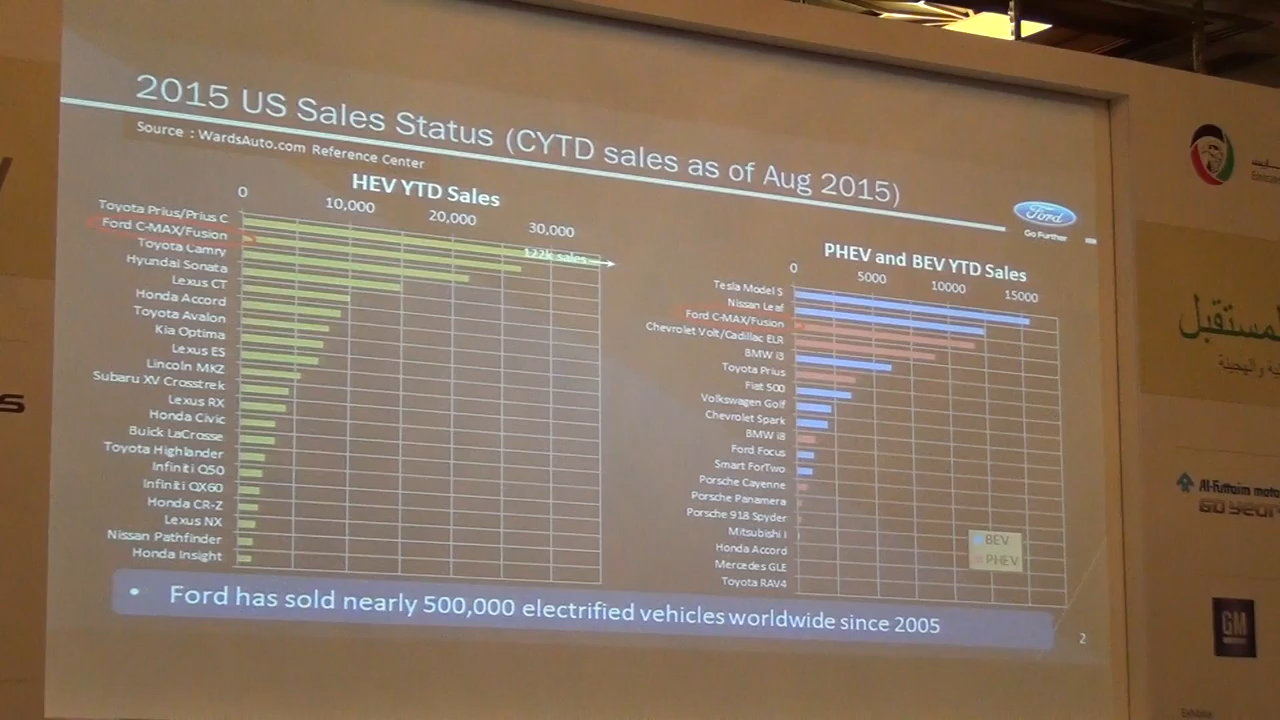 2015 US Sales Status (CYTD sales as of Aug 2015)
Source : WardsAuto.com Reference Center
Ford
Go Further
HEV YTD Sales
0
10,000
20,000
30,000
Toyota Prius/Prius C
Ford C-MAX/Fusion
Toyota Camry
Hyundai Sonata
Lexus CT
Honda Accord
Toyota Avalon
Kia Optima
Lexus ES
Lincoln MKZ
Subaru XV Crosstrek
Lexus RX
Honda Civic
Buick LaCrosse
Toyota Highlander
Infiniti Q50
Infiniti QX60
Honda CR-Z
Lexus NX
Nissan Pathfinder
Honda Insight
122k sales
PHEV and BEV YTD Sales
0
5000
10000
15000
Tesla Model S
Nissan Leaf
Ford C-MAX/Fusion
Chevrolet Volt/Cadillac ELR
BMW i3
Toyota Prius
Fiat 500
Volkswagen Golf
Chevrolet Spark
BMW i8
Ford Focus
Smart ForTwo
Porsche Cayenne
Porsche Panamera
Porsche 918 Spyder
Mitsubishi I
Honda Accord
Mercedes GLE
Toyota RAV4
BEV
PHEV
• Ford has sold nearly 500,000 electrified vehicles worldwide since 2005
2
Al-Futtaim
GM